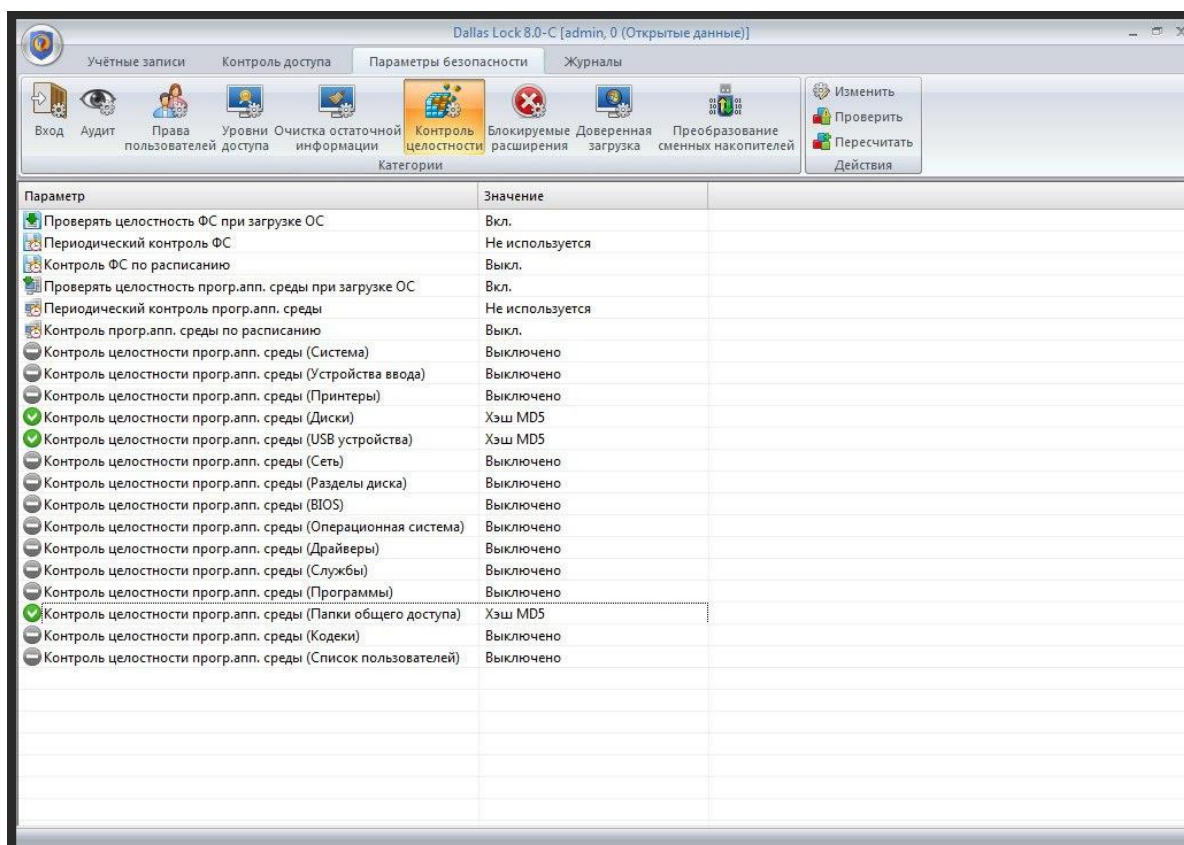 Dallas Lock 8.0-C [admin, 0 (Открытые данные)]
Учётные записи Контроль доступа Параметры безопасности Журналы
Вход Аудит Права пользователей Уровни доступа Очистка остаточной информации Контроль целостности Блокируемые расширения Доверенная загрузка Преобразование сменных накопителей
Изменить
Проверить
Пересчитать
Категории Действия
Параметр Значение
Проверять целостность ФС при загрузке ОС Вкл.
Периодический контроль ФС Не используется
Контроль ФС по расписанию Выкл.
Проверять целостность прогр.апп. среды при загрузке ОС Вкл.
Периодический контроль прогр.апп. среды Не используется
Контроль прогр.апп. среды по расписанию Выкл.
Контроль целостности прогр.апп. среды (Система) Выключено
Контроль целостности прогр.апп. среды (Устройства ввода) Выключено
Контроль целостности прогр.апп. среды (Принтеры) Выключено
Контроль целостности прогр.апп. среды (Диски) Хэш MD5
Контроль целостности прогр.апп. среды (USB устройства) Хэш MD5
Контроль целостности прогр.апп. среды (Сеть) Выключено
Контроль целостности прогр.апп. среды (Разделы диска) Выключено
Контроль целостности прогр.апп. среды (BIOS) Выключено
Контроль целостности прогр.апп. среды (Операционная система) Выключено
Контроль целостности прогр.апп. среды (Драйверы) Выключено
Контроль целостности прогр.апп. среды (Службы) Выключено
Контроль целостности прогр.апп. среды (Программы) Выключено
Контроль целостности прогр.апп. среды (Папки общего доступа) Хэш MD5
Контроль целостности прогр.апп. среды (Кодеки) Выключено
Контроль целостности прогр.апп. среды (Список пользователей) Выключено